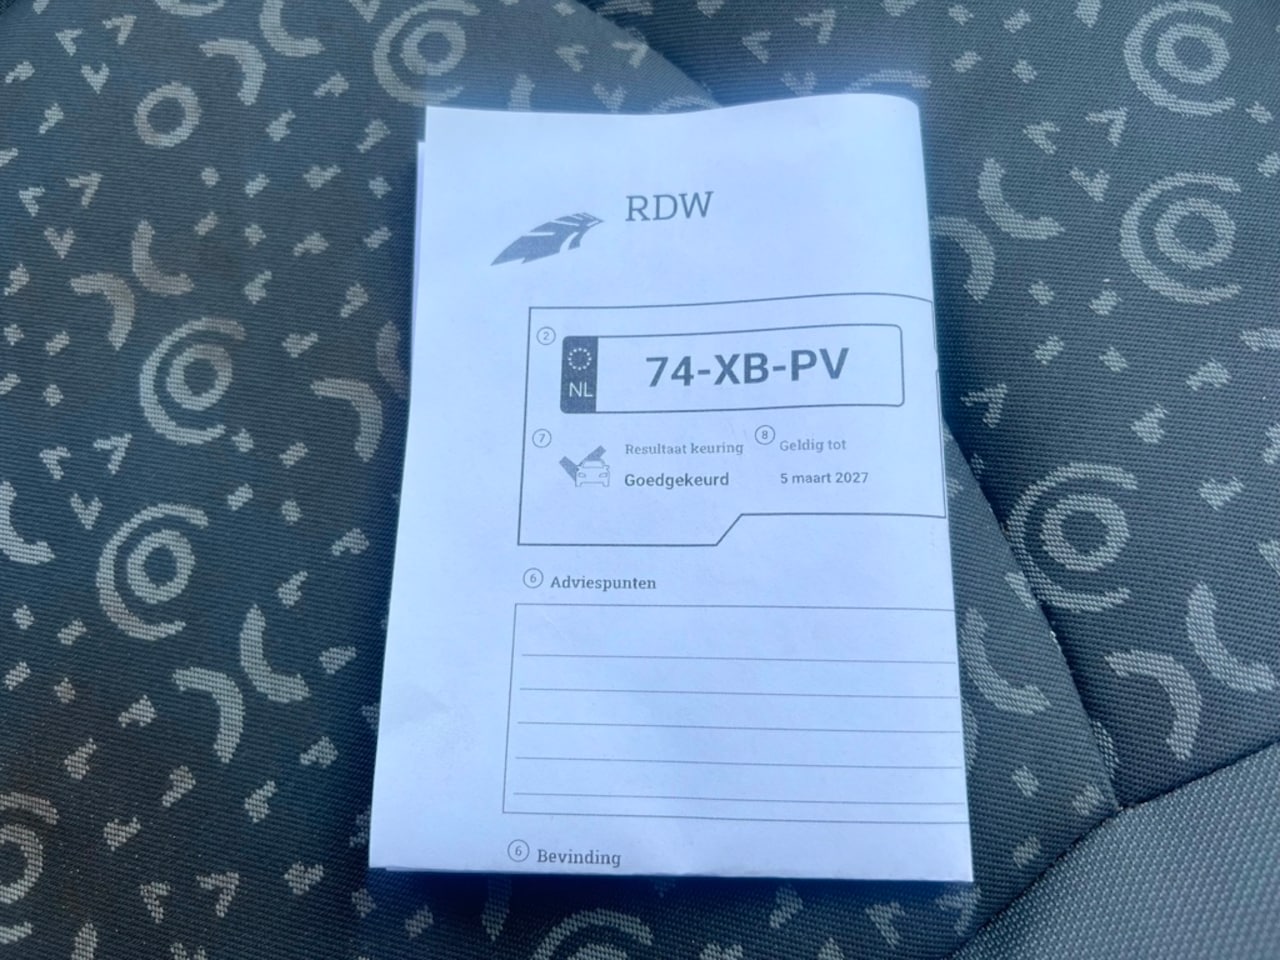 RDW
2
NL
74-XB-PV
7
Resultaat keuring
8
Geldig tot
Goedgekeurd
5 maart 2027
6 Adviespunten
6 Bevinding